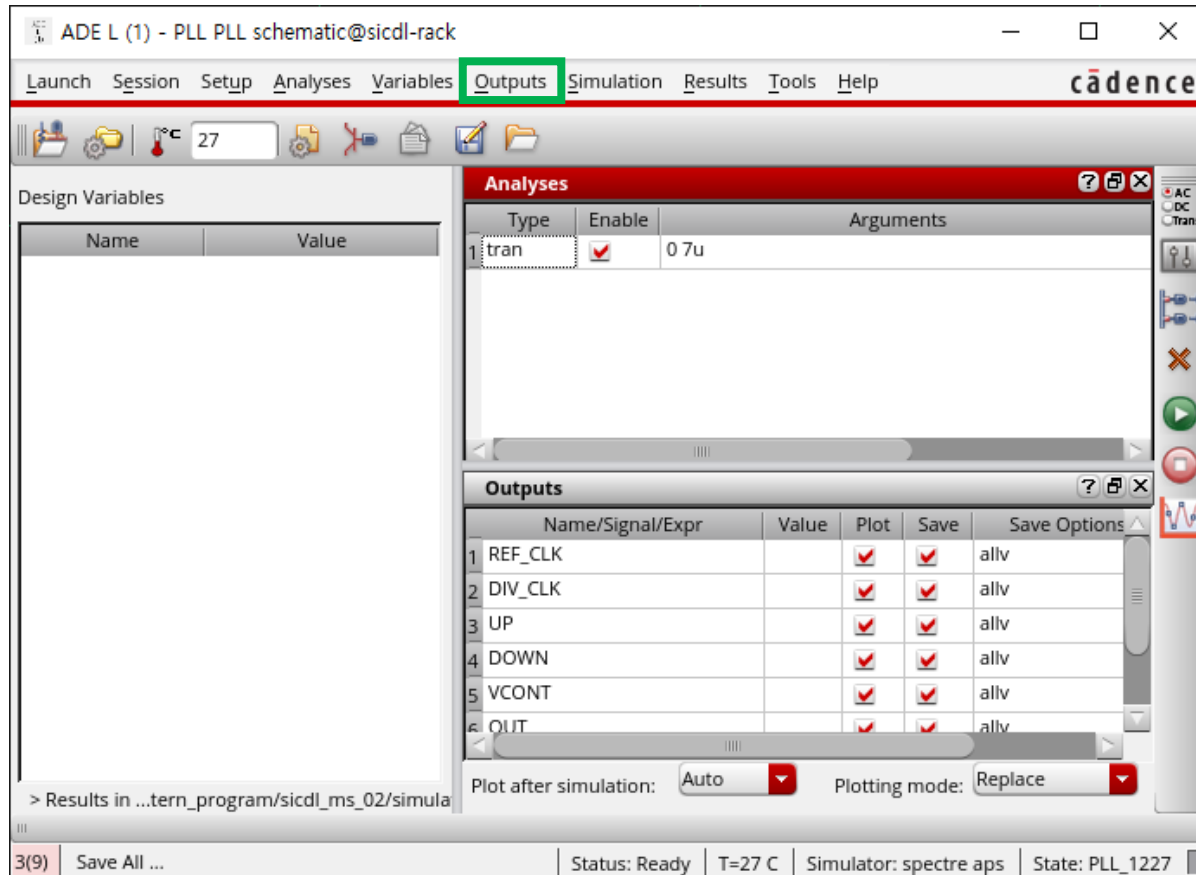 ADE L (1) - PLL PLL schematic@sicdl-rack
Launch Session Setup Analyses Variables Outputs Simulation Results Tools Help cādence
°C 27
Design Variables
Name Value
> Results in ...tern_program/sicdl_ms_02/simula
Analyses
Type Enable Arguments
1 tran 0 7u
Outputs
Name/Signal/Expr Value Plot Save Save Options
1 REF_CLK allv
2 DIV_CLK allv
3 UP allv
4 DOWN allv
5 VCONT allv
6 OUT allv
Plot after simulation: Auto Plotting mode: Replace
AC
DC
Trans
3(9) Save All ... Status: Ready T=27 C Simulator: spectre aps State: PLL_1227